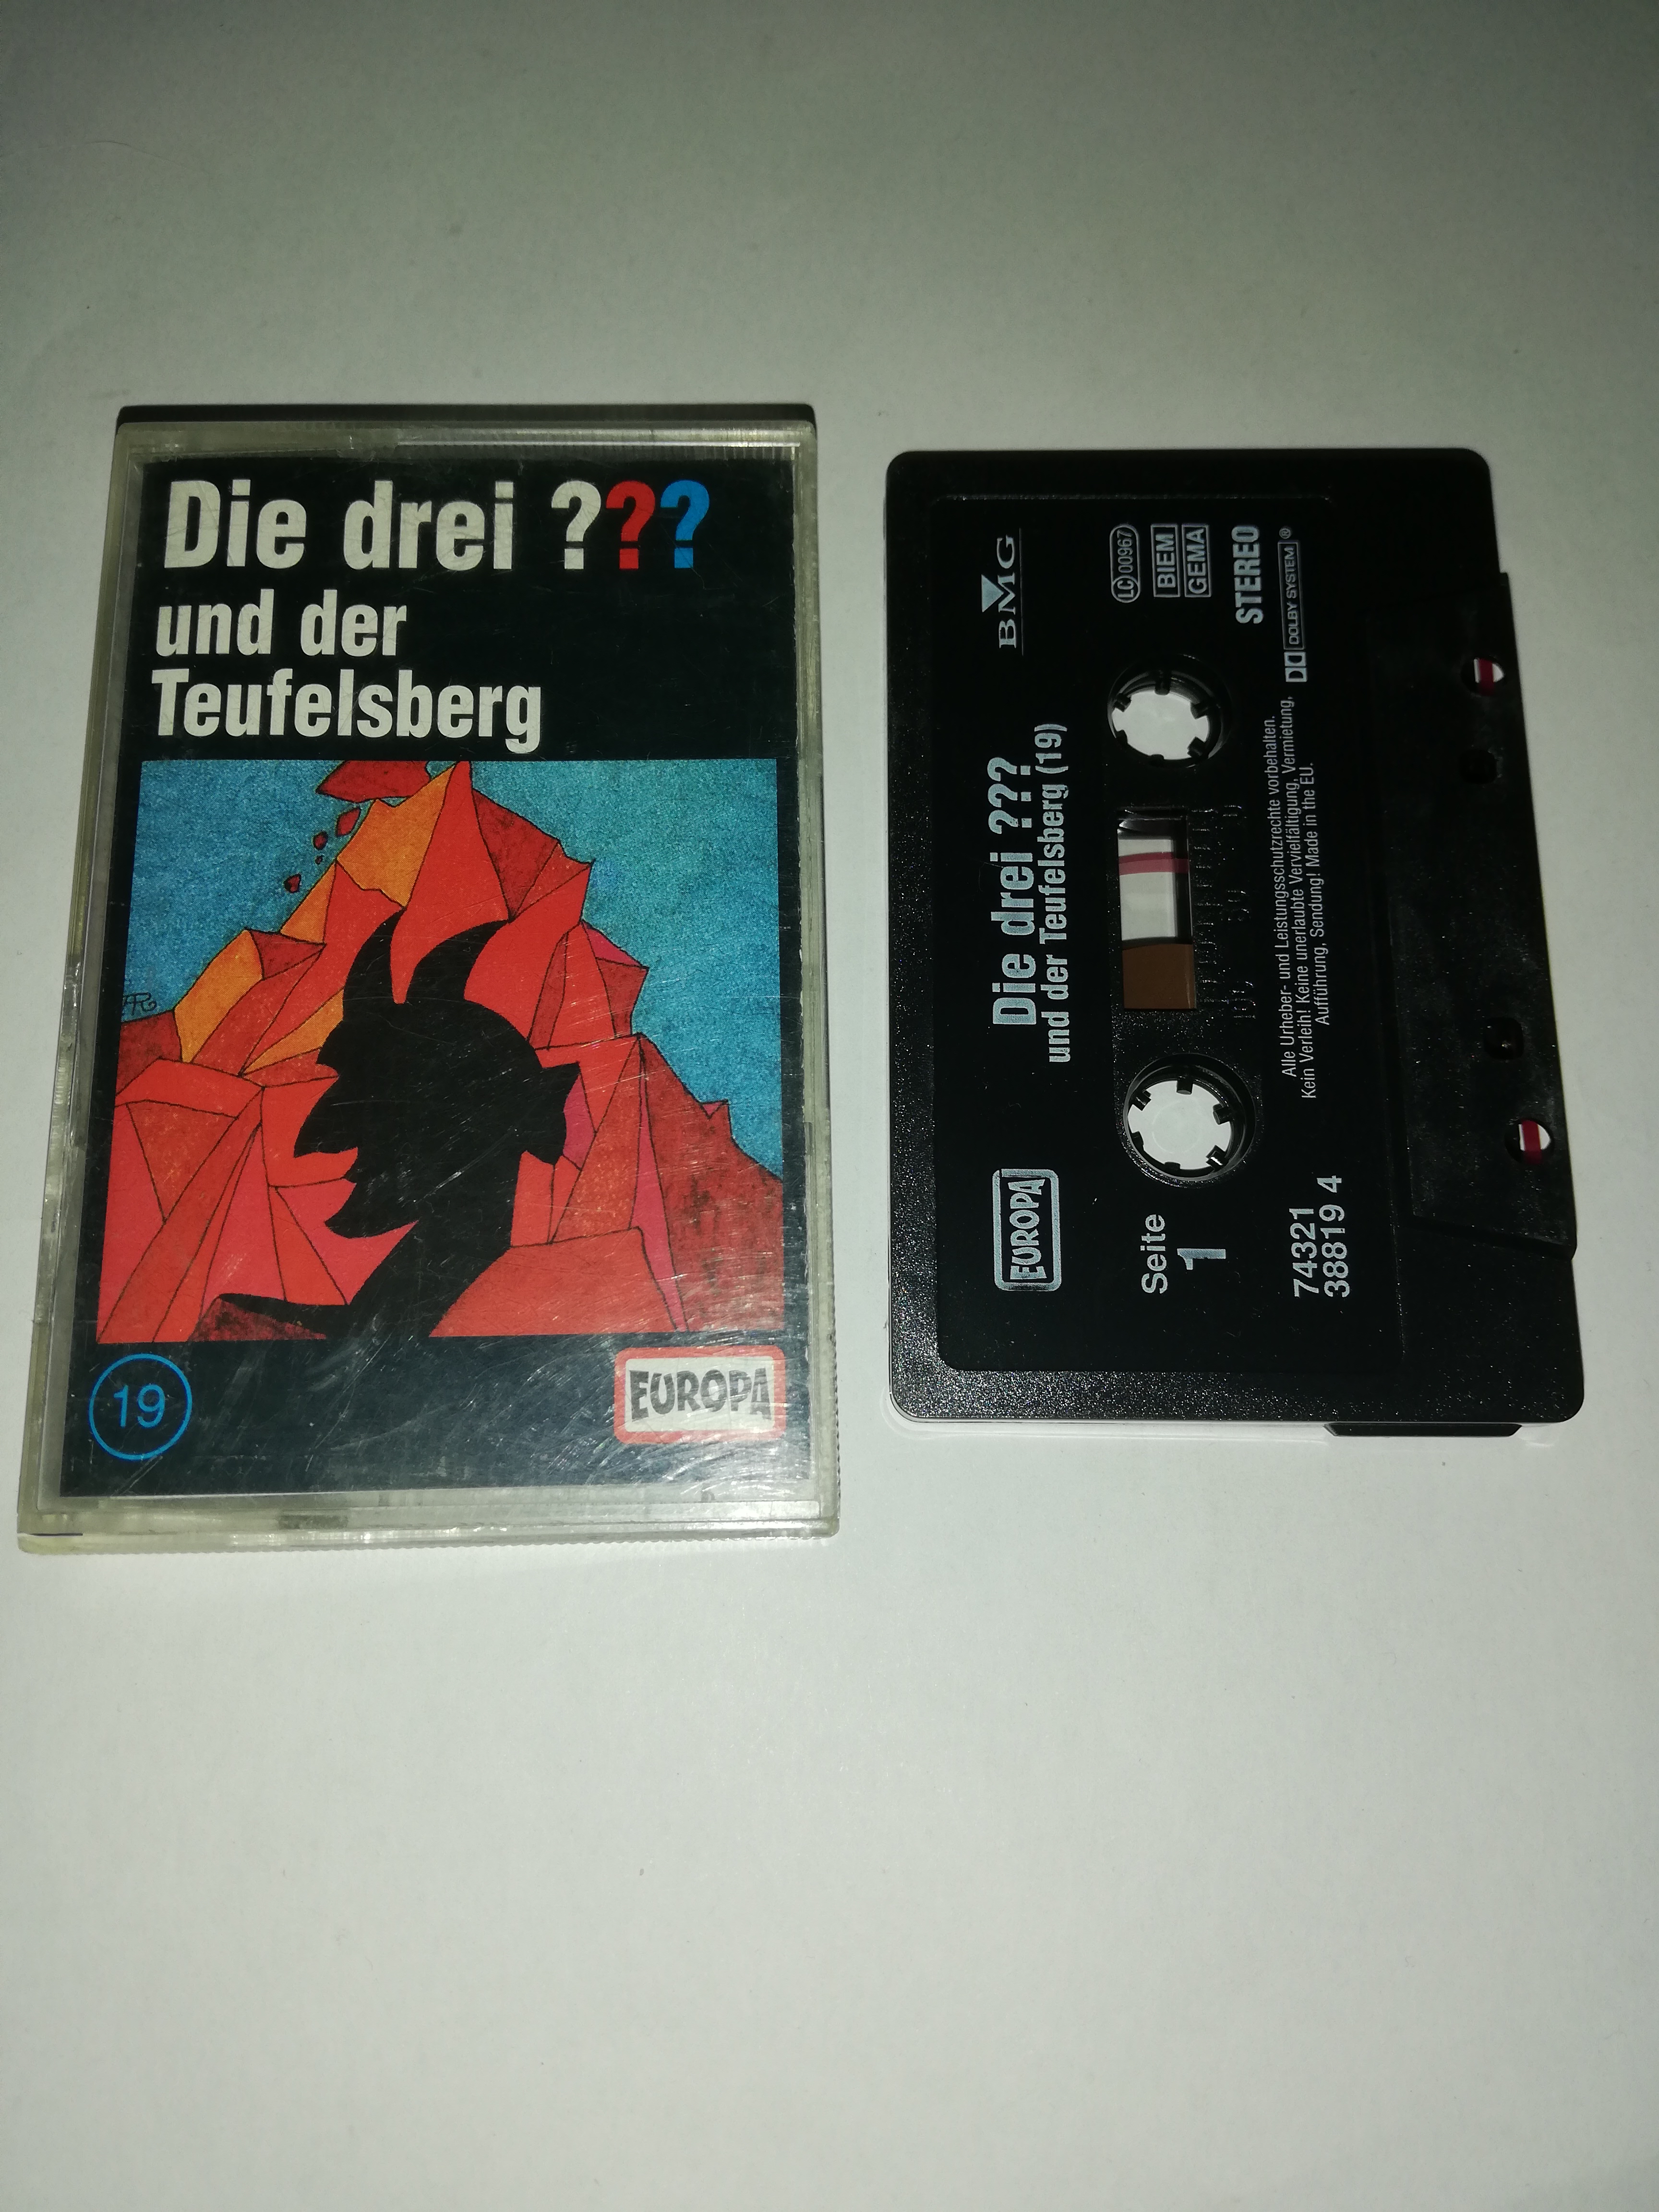 Die drei ???
und der
Teufelsberg
19
EUROPA
BMG
LC 00967
BIEM
GEMA
STEREO
DOLBY SYSTEM ®
Die drei ???
und der Teufelsberg (19)
EUROPA
Seite
1
74321
38819 4
Alle Urheber- und Leistungsschutzrechte vorbehalten.
Kein Verleih! Keine unerlaubte Vervielfältigung, Vermietung,
Aufführung, Sendung! Made in the EU.